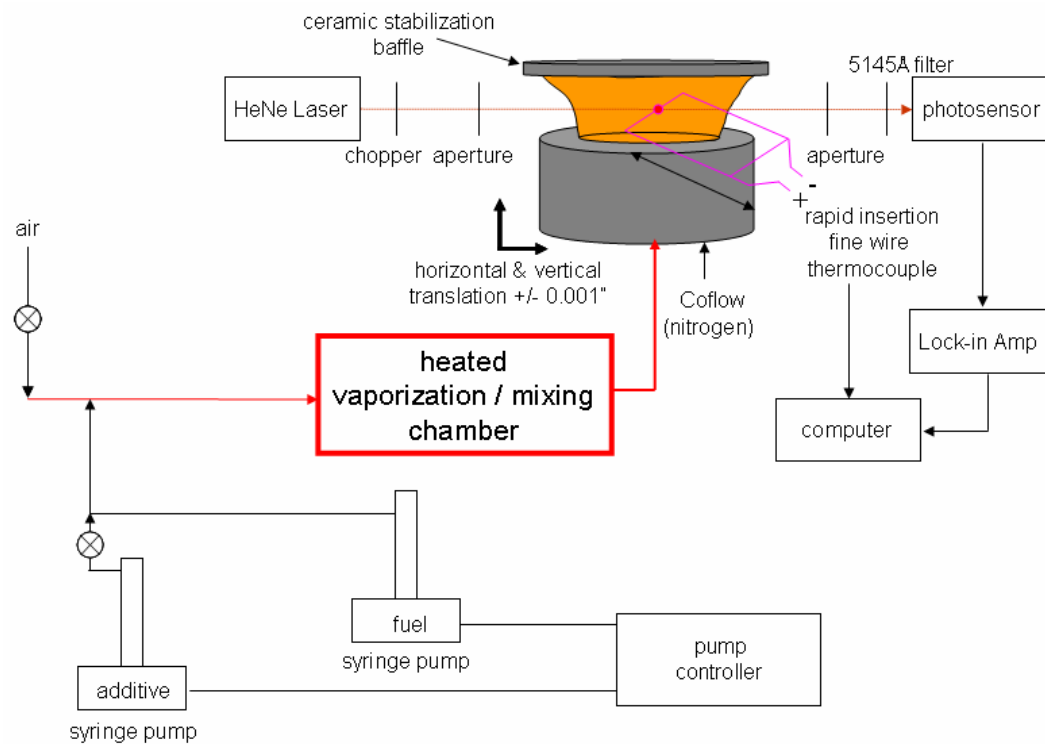 ceramic stabilization
baffle
5145Å filter
HeNe Laser
photosensor
chopper
aperture
aperture
+
-
rapid insertion
fine wire
thermocouple
air
horizontal & vertical
translation +/- 0.001"
Coflow
(nitrogen)
Lock-in Amp
heated
vaporization / mixing
chamber
computer
fuel
syringe pump
pump
controller
additive
syringe pump